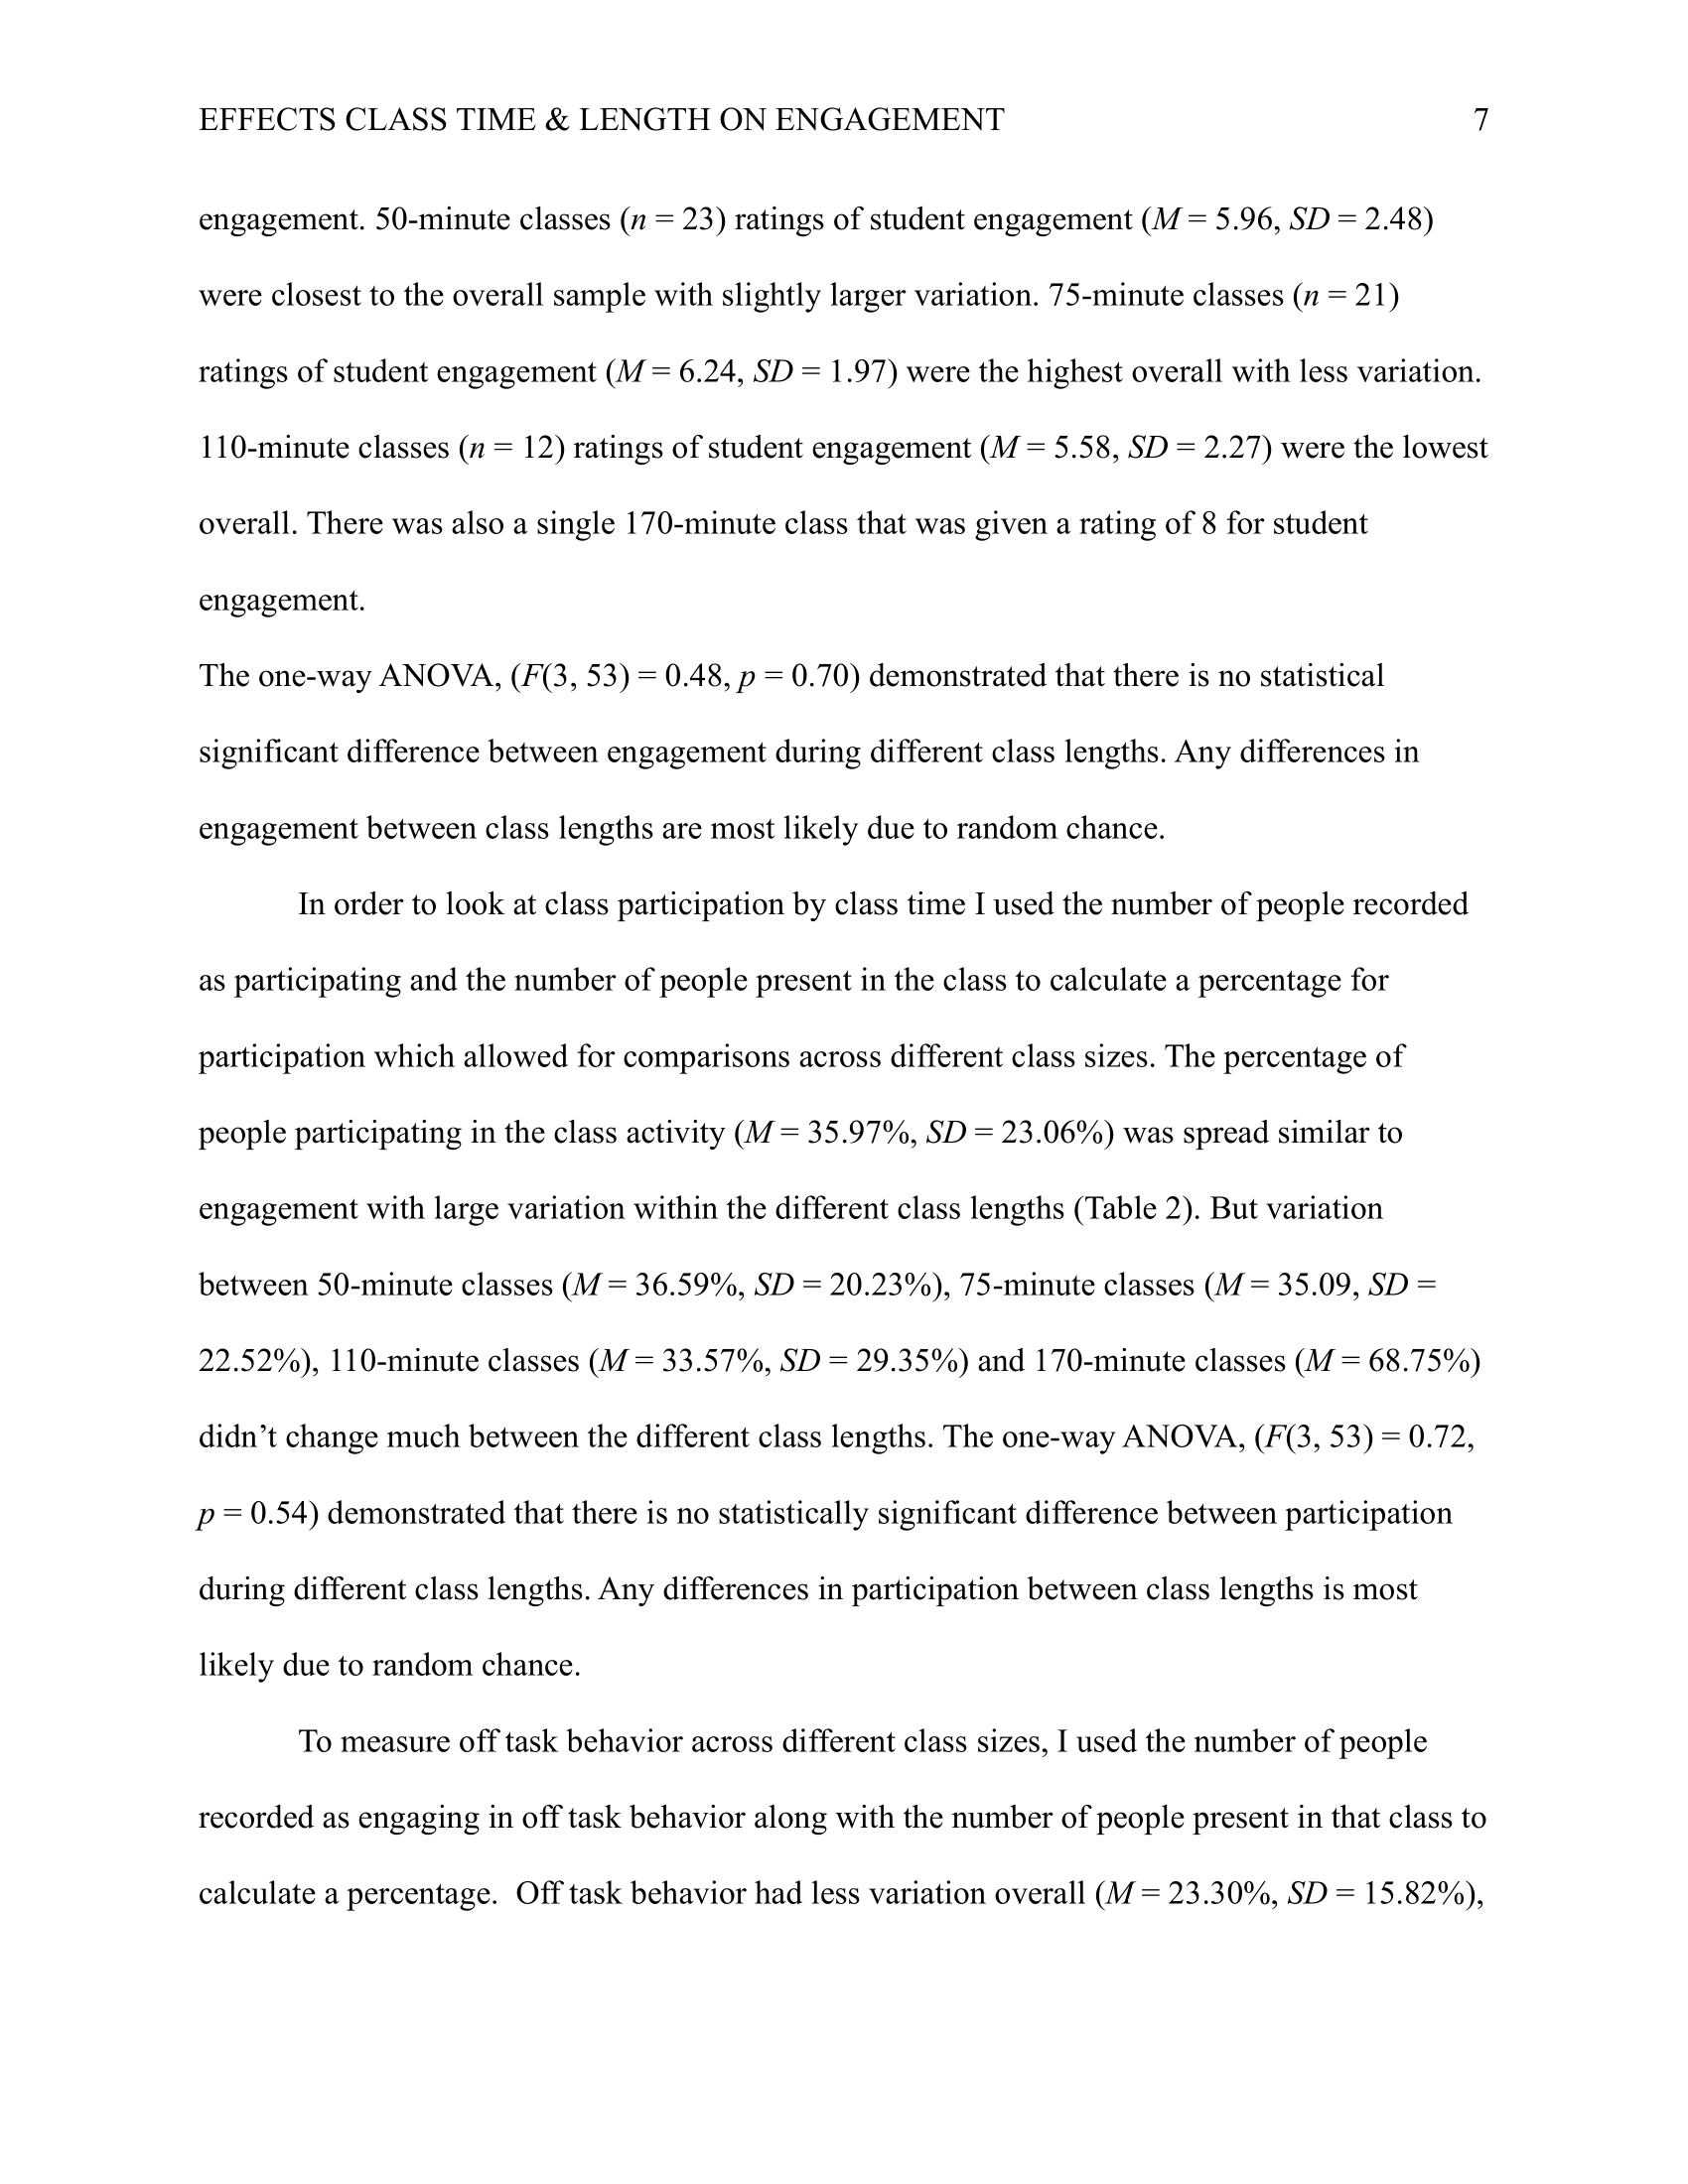 EFFECTS CLASS TIME & LENGTH ON ENGAGEMENT 7
engagement. 50-minute classes (n = 23) ratings of student engagement (M = 5.96, SD = 2.48)
were closest to the overall sample with slightly larger variation. 75-minute classes (n = 21)
ratings of student engagement (M = 6.24, SD = 1.97) were the highest overall with less variation.
110-minute classes (n = 12) ratings of student engagement (M = 5.58, SD = 2.27) were the lowest
overall. There was also a single 170-minute class that was given a rating of 8 for student
engagement.
The one-way ANOVA, (F(3, 53) = 0.48, p = 0.70) demonstrated that there is no statistical
significant difference between engagement during different class lengths. Any differences in
engagement between class lengths are most likely due to random chance.
In order to look at class participation by class time I used the number of people recorded
as participating and the number of people present in the class to calculate a percentage for
participation which allowed for comparisons across different class sizes. The percentage of
people participating in the class activity (M = 35.97%, SD = 23.06%) was spread similar to
engagement with large variation within the different class lengths (Table 2). But variation
between 50-minute classes (M = 36.59%, SD = 20.23%), 75-minute classes (M = 35.09, SD =
22.52%), 110-minute classes (M = 33.57%, SD = 29.35%) and 170-minute classes (M = 68.75%)
didn’t change much between the different class lengths. The one-way ANOVA, (F(3, 53) = 0.72,
p = 0.54) demonstrated that there is no statistically significant difference between participation
during different class lengths. Any differences in participation between class lengths is most
likely due to random chance.
To measure off task behavior across different class sizes, I used the number of people
recorded as engaging in off task behavior along with the number of people present in that class to
calculate a percentage.  Off task behavior had less variation overall (M = 23.30%, SD = 15.82%),